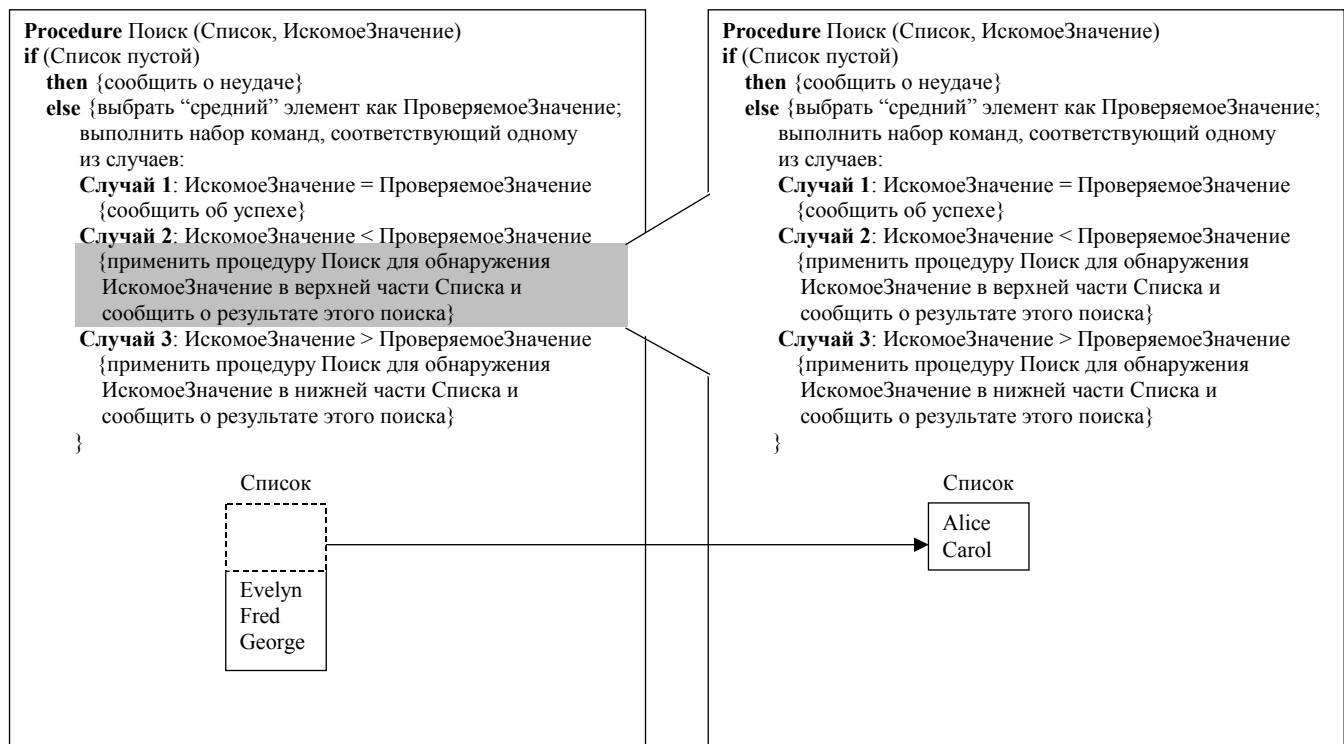 Procedure Поиск (Список, ИскомоеЗначение)
if (Список пустой)
then {сообщить о неудаче}
else {выбрать “средний” элемент как ПроверяемоеЗначение;
выполнить набор команд, соответствующий одному
из случаев:
Случай 1: ИскомоеЗначение = ПроверяемоеЗначение
{сообщить об успехе}
Случай 2: ИскомоеЗначение < ПроверяемоеЗначение
{применить процедуру Поиск для обнаружения
ИскомоеЗначение в верхней части Списка и
сообщить о результате этого поиска}
Случай 3: ИскомоеЗначение > ПроверяемоеЗначение
{применить процедуру Поиск для обнаружения
ИскомоеЗначение в нижней части Списка и
сообщить о результате этого поиска}
}
Список
Evelyn
Fred
George
Procedure Поиск (Список, ИскомоеЗначение)
if (Список пустой)
then {сообщить о неудаче}
else {выбрать “средний” элемент как ПроверяемоеЗначение;
выполнить набор команд, соответствующий одному
из случаев:
Случай 1: ИскомоеЗначение = ПроверяемоеЗначение
{сообщить об успехе}
Случай 2: ИскомоеЗначение < ПроверяемоеЗначение
{применить процедуру Поиск для обнаружения
ИскомоеЗначение в верхней части Списка и
сообщить о результате этого поиска}
Случай 3: ИскомоеЗначение > ПроверяемоеЗначение
{применить процедуру Поиск для обнаружения
ИскомоеЗначение в нижней части Списка и
сообщить о результате этого поиска}
}
Список
Alice
Carol